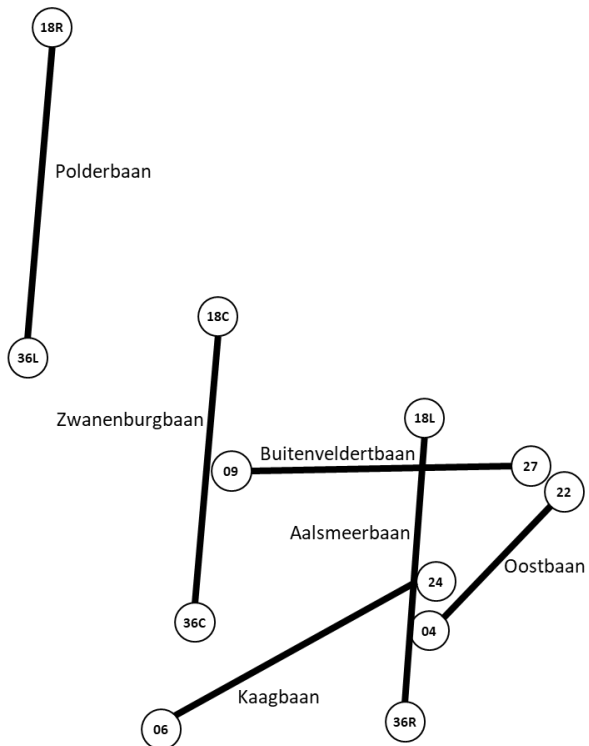 18R
Polderbaan
18C
36L
18L
Zwanenburgbaan
Buitenveldertbaan
09
27
22
Aalsmeerbaan
Oostbaan
24
36C
04
Kaagbaan
36R
06